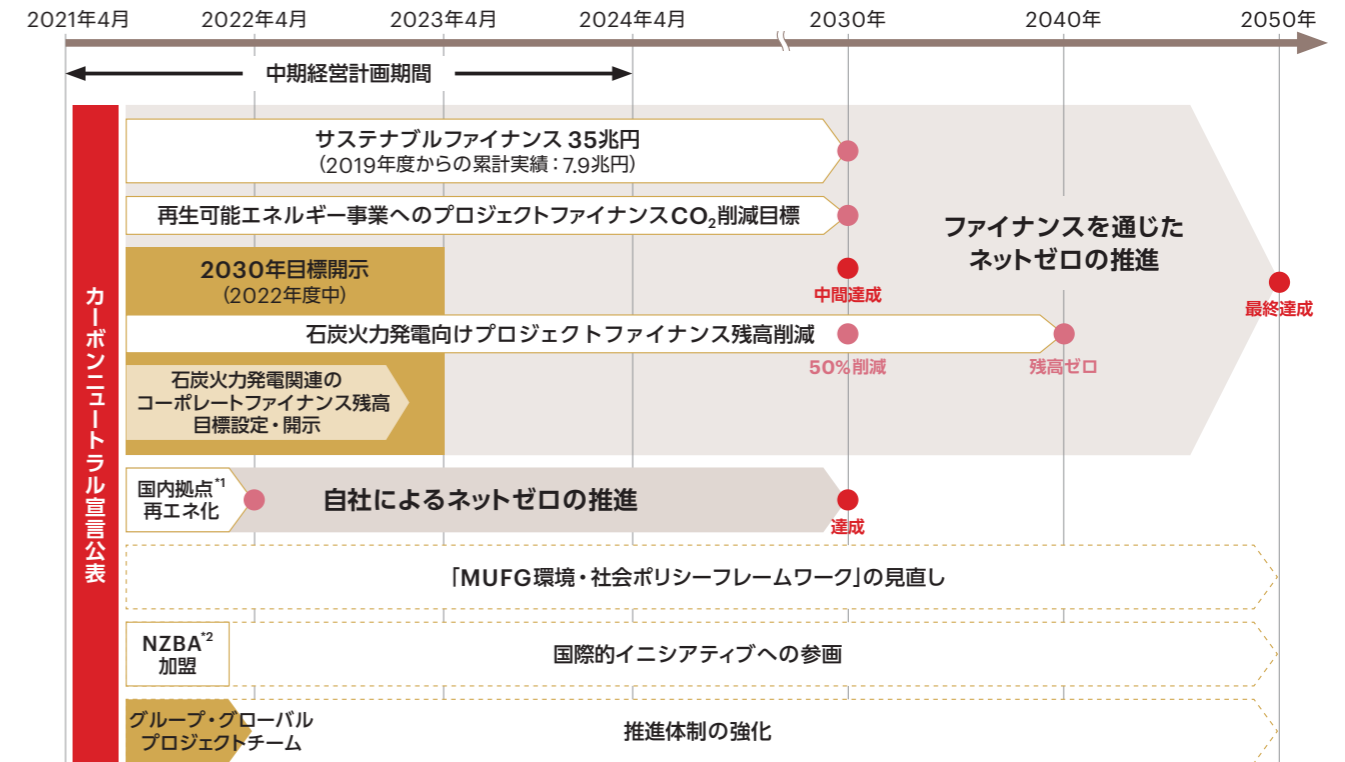 2021年4月 2022年4月 2023年4月 2024年4月 2030年 2040年 2050年
中期経営計画期間
カーボンニュートラル宣言公表
サステナブルファイナンス 35兆円
（2019年度からの累計実績：7.9兆円）
再生可能エネルギー事業へのプロジェクトファイナンスCO₂削減目標
ファイナンスを通じた
ネットゼロの推進
2030年目標開示
（2022年度中）
中間達成
最終達成
石炭火力発電向けプロジェクトファイナンス残高削減
50%削減
残高ゼロ
石炭火力発電関連の
コーポレートファイナンス残高
目標設定・開示
国内拠点*1
再エネ化
自社によるネットゼロの推進
達成
「MUFG環境・社会ポリシーフレームワーク」の見直し
NZBA*2
加盟
国際的イニシアティブへの参画
グループ・グローバル
プロジェクトチーム
推進体制の強化